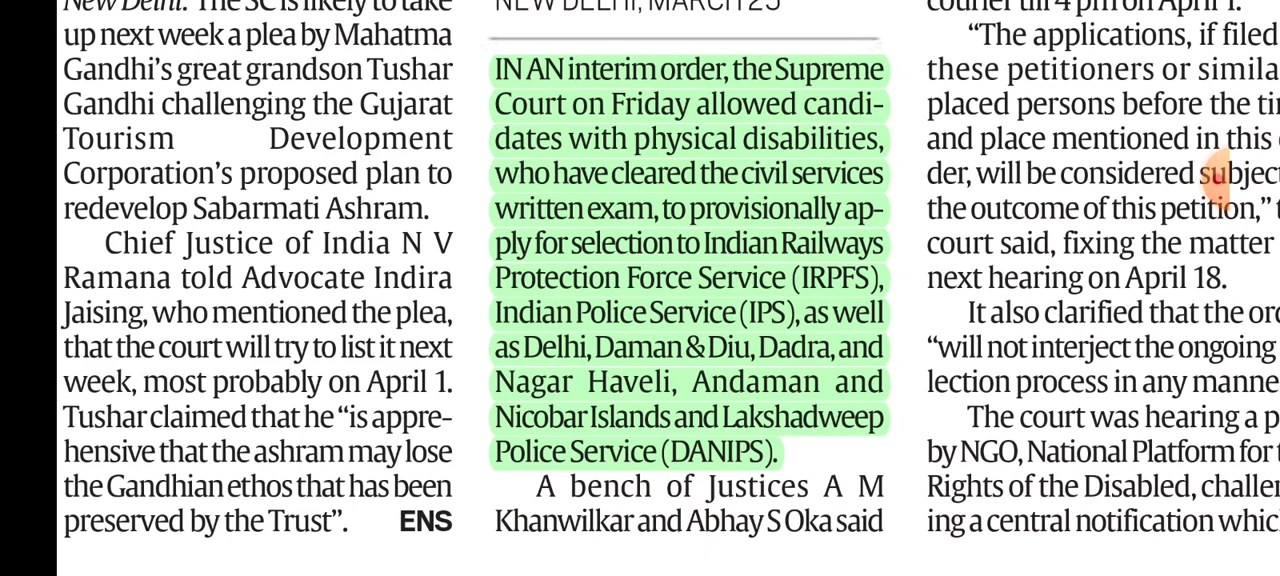 New Delhi: The SC is likely to take
up next week a plea by Mahatma
Gandhi's great grandson Tushar
Gandhi challenging the Gujarat
Tourism Development
Corporation's proposed plan to
redevelop Sabarmati Ashram.
Chief Justice of India N V
Ramana told Advocate Indira
Jaising, who mentioned the plea,
that the court will try to list it next
week, most probably on April 1.
Tushar claimed that he “is appre-
hensive that the ashram may lose
the Gandhian ethos that has been
preserved by the Trust”. ENS
NEW DELHI, MARCH 25
IN AN interim order, the Supreme
Court on Friday allowed candi-
dates with physical disabilities,
who have cleared the civil services
written exam, to provisionally ap-
ply for selection to Indian Railways
Protection Force Service (IRPFS),
Indian Police Service (IPS), as well
as Delhi, Daman & Diu, Dadra, and
Nagar Haveli, Andaman and
Nicobar Islands and Lakshadweep
Police Service (DANIPS).
A bench of Justices A M
Khanwilkar and Abhay S Oka said
courier till 4 pm on April 1.
“The applications, if filed
these petitioners or simila
placed persons before the ti
and place mentioned in this
der, will be considered subject
the outcome of this petition,” t
court said, fixing the matter
next hearing on April 18.
It also clarified that the or
“will not interject the ongoing
lection process in any manne
The court was hearing a p
by NGO, National Platform for t
Rights of the Disabled, challen
ing a central notification whic